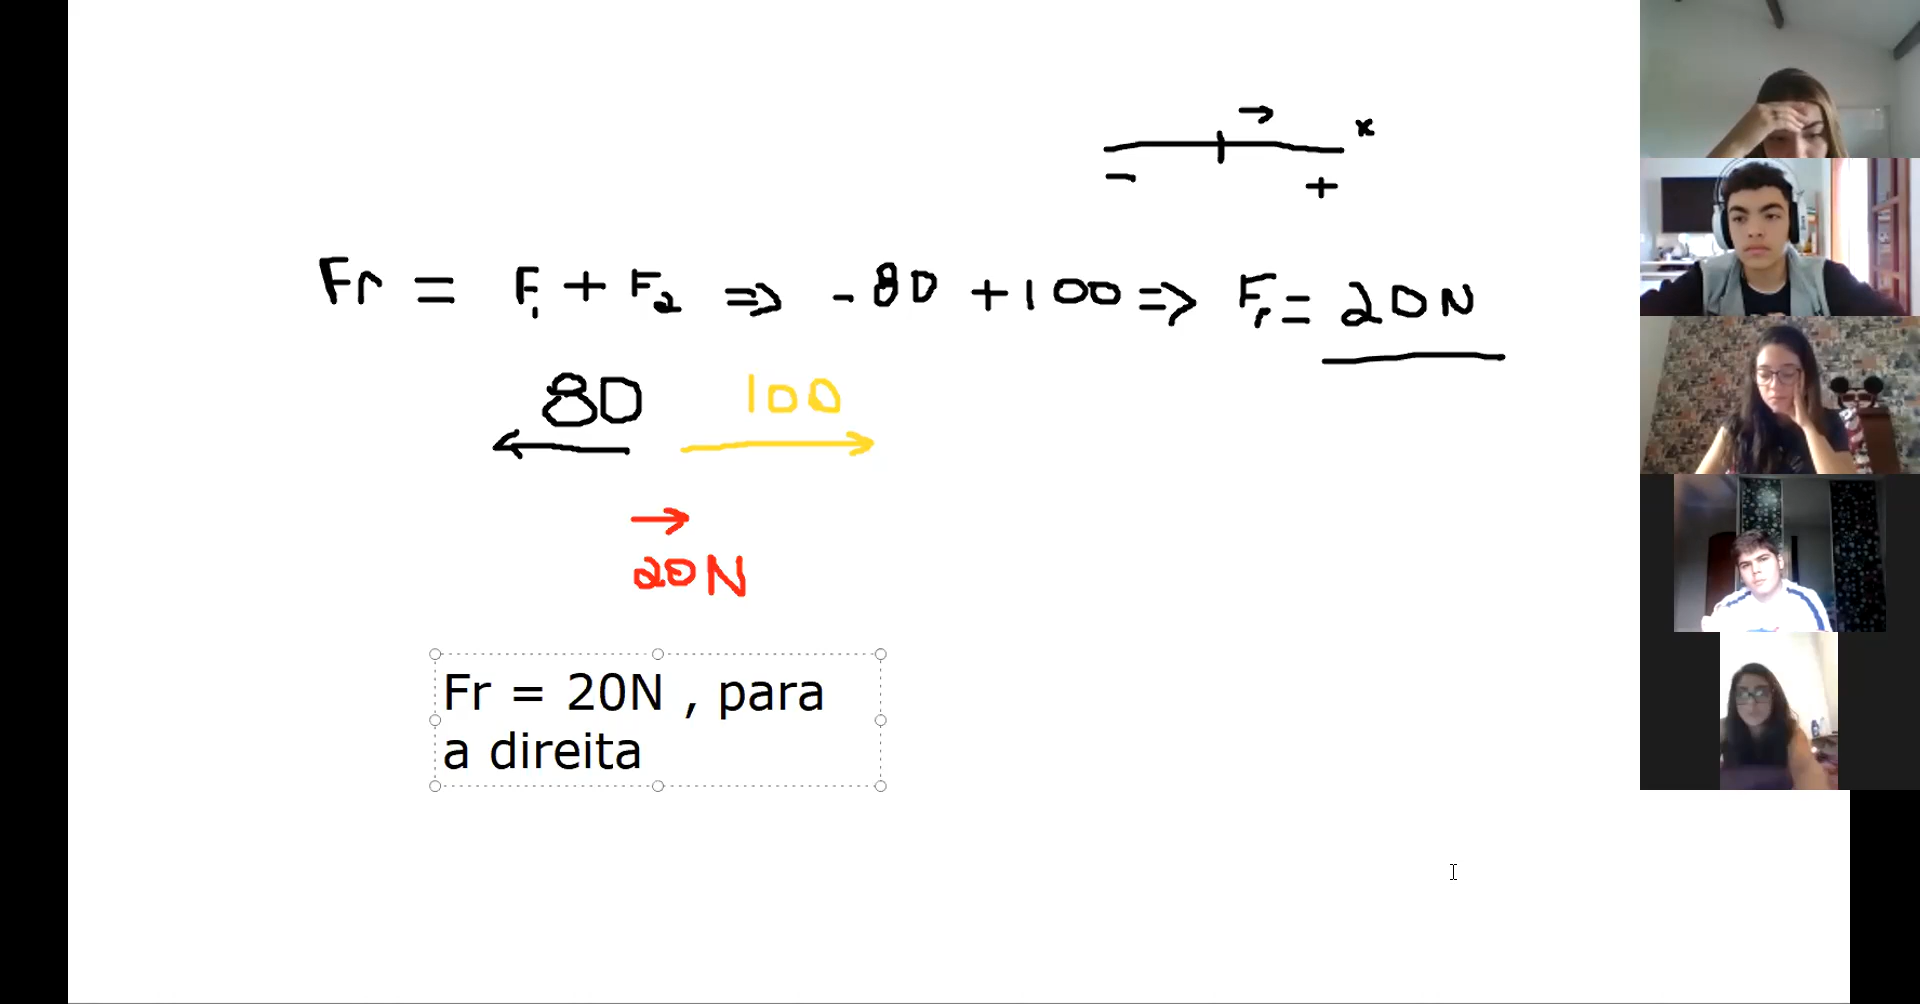 x
- +
Fr = F₁ + F₂ ⇒ -80 +100 ⇒ Fr = 20N
80 100
20N
Fr = 20N , para
a direita